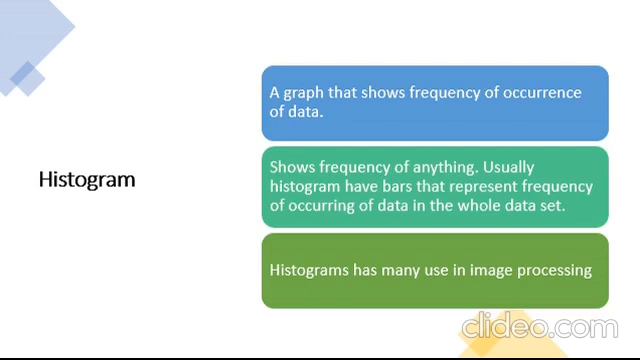 Histogram
A graph that shows frequency of occurrence
of data.
Shows frequency of anything. Usually
histogram have bars that represent frequency
of occurring of data in the whole data set.
Histograms has many use in image processing
clideo.com